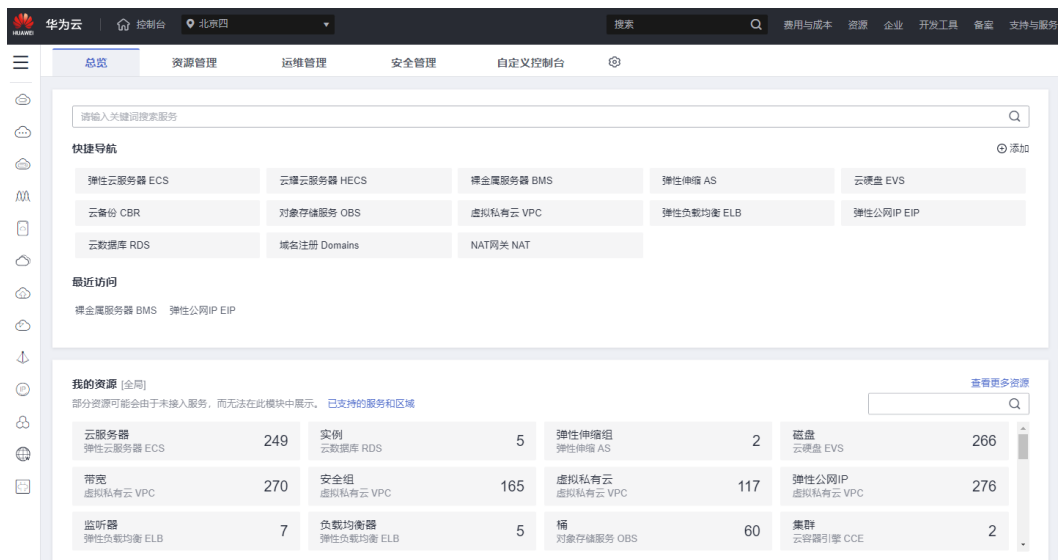 HUAWEI 华为云 控制台 北京四 搜索 费用与成本 资源 企业 开发工具 备案 支持与服务
总览 资源管理 运维管理 安全管理 自定义控制台
请输入关键词搜索服务
快捷导航 添加
弹性云服务器 ECS 云耀云服务器 HECS 裸金属服务器 BMS 弹性伸缩 AS 云硬盘 EVS
云备份 CBR 对象存储服务 OBS 虚拟私有云 VPC 弹性负载均衡 ELB 弹性公网IP EIP
云数据库 RDS 域名注册 Domains NAT网关 NAT
最近访问
裸金属服务器 BMS 弹性公网IP EIP
我的资源 [全局] 查看更多资源
部分资源可能会由于未接入服务，而无法在此模块中展示。 已支持的服务和区域
云服务器 249 实例 5 弹性伸缩组 2 磁盘 266
弹性云服务器 ECS 云数据库 RDS 弹性伸缩 AS 云硬盘 EVS
带宽 270 安全组 165 虚拟私有云 117 弹性公网IP 276
虚拟私有云 VPC 虚拟私有云 VPC 虚拟私有云 VPC 虚拟私有云 VPC
监听器 7 负载均衡器 5 桶 60 集群 2
弹性负载均衡 ELB 弹性负载均衡 ELB 对象存储服务 OBS 云容器引擎 CCE